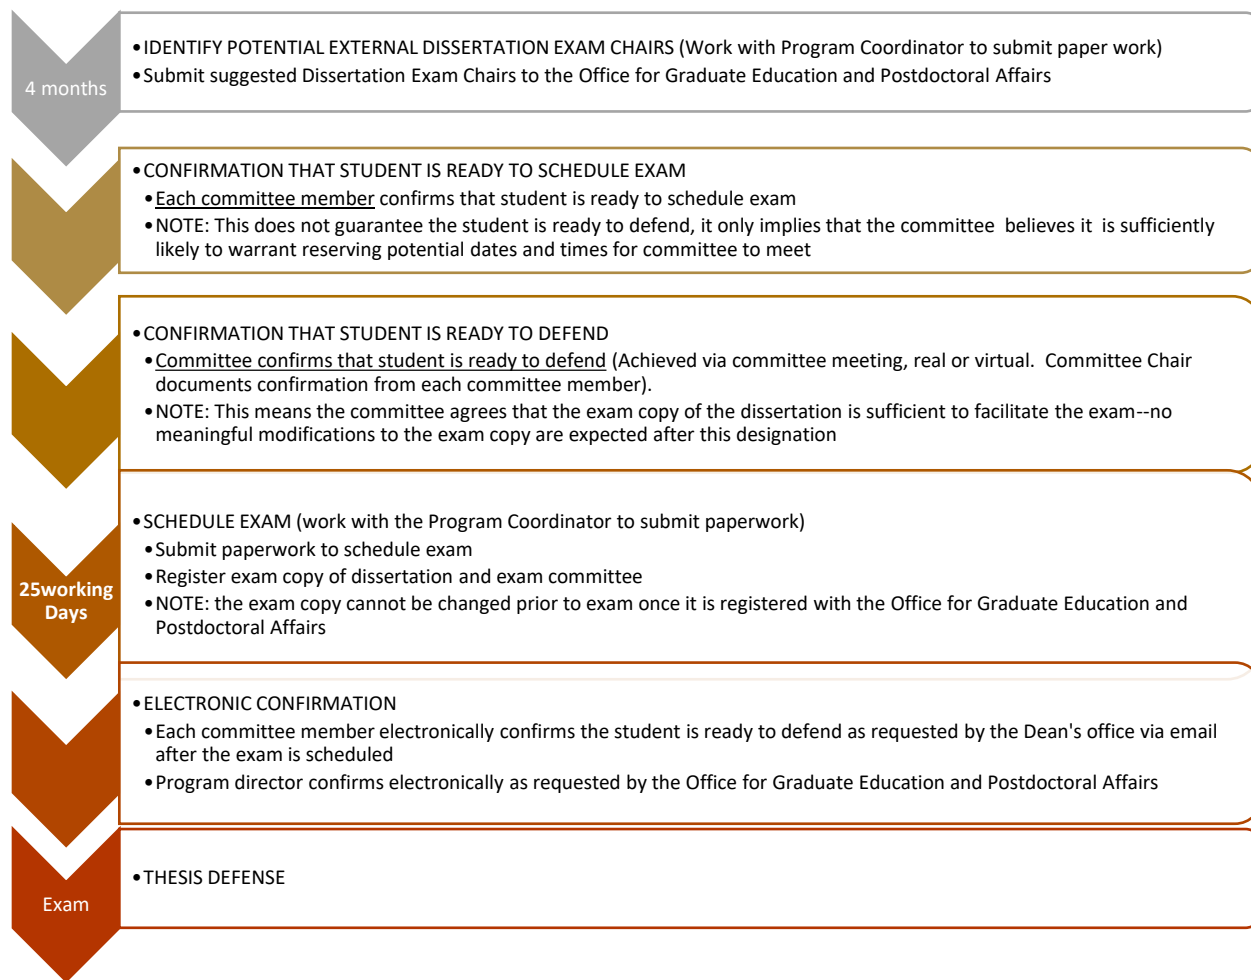 4 months
•IDENTIFY POTENTIAL EXTERNAL DISSERTATION EXAM CHAIRS (Work with Program Coordinator to submit paper work)
•Submit suggested Dissertation Exam Chairs to the Office for Graduate Education and Postdoctoral Affairs
•CONFIRMATION THAT STUDENT IS READY TO SCHEDULE EXAM
•Each committee member confirms that student is ready to schedule exam
•NOTE: This does not guarantee the student is ready to defend, it only implies that the committee  believes it  is sufficiently
likely to warrant reserving potential dates and times for committee to meet
•CONFIRMATION THAT STUDENT IS READY TO DEFEND
•Committee confirms that student is ready to defend (Achieved via committee meeting, real or virtual.  Committee Chair
documents confirmation from each committee member).
•NOTE: This means the committee agrees that the exam copy of the dissertation is sufficient to facilitate the exam--no
meaningful modifications to the exam copy are expected after this designation
25working
Days
•SCHEDULE EXAM (work with the Program Coordinator to submit paperwork)
•Submit paperwork to schedule exam
•Register exam copy of dissertation and exam committee
•NOTE: the exam copy cannot be changed prior to exam once it is registered with the Office for Graduate Education and
Postdoctoral Affairs
•ELECTRONIC CONFIRMATION
•Each committee member electronically confirms the student is ready to defend as requested by the Dean's office via email
after the exam is scheduled
•Program director confirms electronically as requested by the Office for Graduate Education and Postdoctoral Affairs
Exam
•THESIS DEFENSE